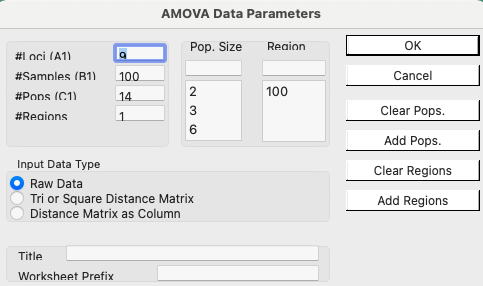 AMOVA Data Parameters
#Loci (A1) 9
#Samples (B1) 100
#Pops (C1) 14
#Regions 1
Pop. Size
2
3
6
Region
100
OK
Cancel
Clear Pops.
Add Pops.
Clear Regions
Add Regions
Input Data Type
Raw Data
Tri or Square Distance Matrix
Distance Matrix as Column
Title
Worksheet Prefix